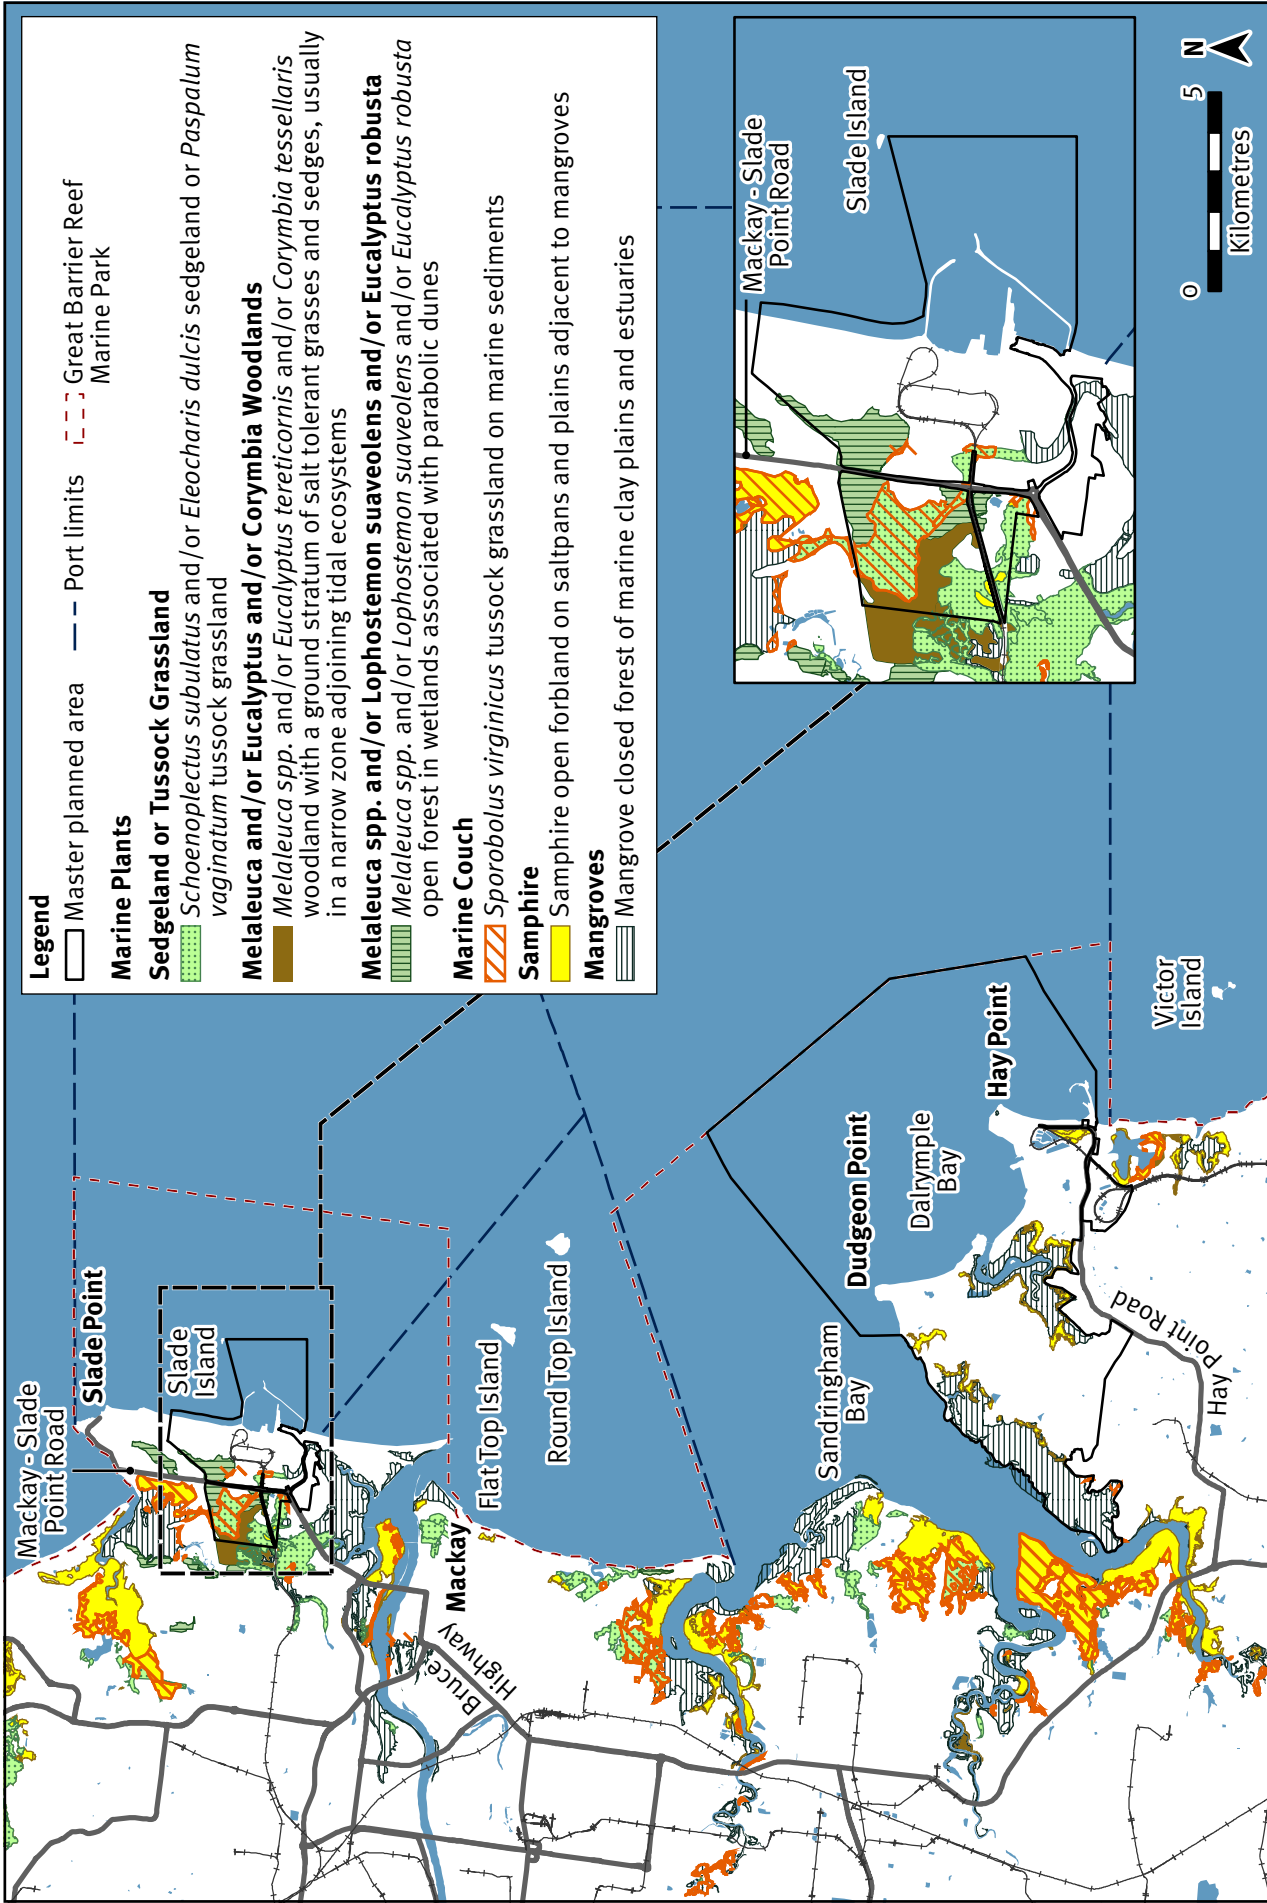 Legend
Master planned area
Port limits
Great Barrier Reef
Marine Park
Marine Plants
Sedgeland or Tussock Grassland
Schoenoplectus subulatus and/or Eleocharis dulcis sedgeland or Paspalum
vaginatum tussock grassland
Melaleuca and/or Eucalyptus and/or Corymbia Woodlands
Melaleuca spp. and/or Eucalyptus tereticornis and/or Corymbia tessellaris
woodland with a ground stratum of salt tolerant grasses and sedges, usually
in a narrow zone adjoining tidal ecosystems
Melaleuca spp. and/or Lophostemon suaveolens and/or Eucalyptus robusta
Melaleuca spp. and/or Lophostemon suaveolens and/or Eucalyptus robusta
open forest in wetlands associated with parabolic dunes
Marine Couch
Sporobolus virginicus tussock grassland on marine sediments
Samphire
Samphire open forbland on saltpans and plains adjacent to mangroves
Mangroves
Mangrove closed forest of marine clay plains and estuaries
Mackay - Slade
Point Road
Slade Point
Slade
Island
Flat Top Island
Round Top Island
Mackay
Bruce
Highway
Sandringham
Bay
Dudgeon Point
Dalrymple
Bay
Hay Point
Hay Point Road
Victor
Island
Mackay - Slade
Point Road
Slade Island
0
5
Kilometres
N